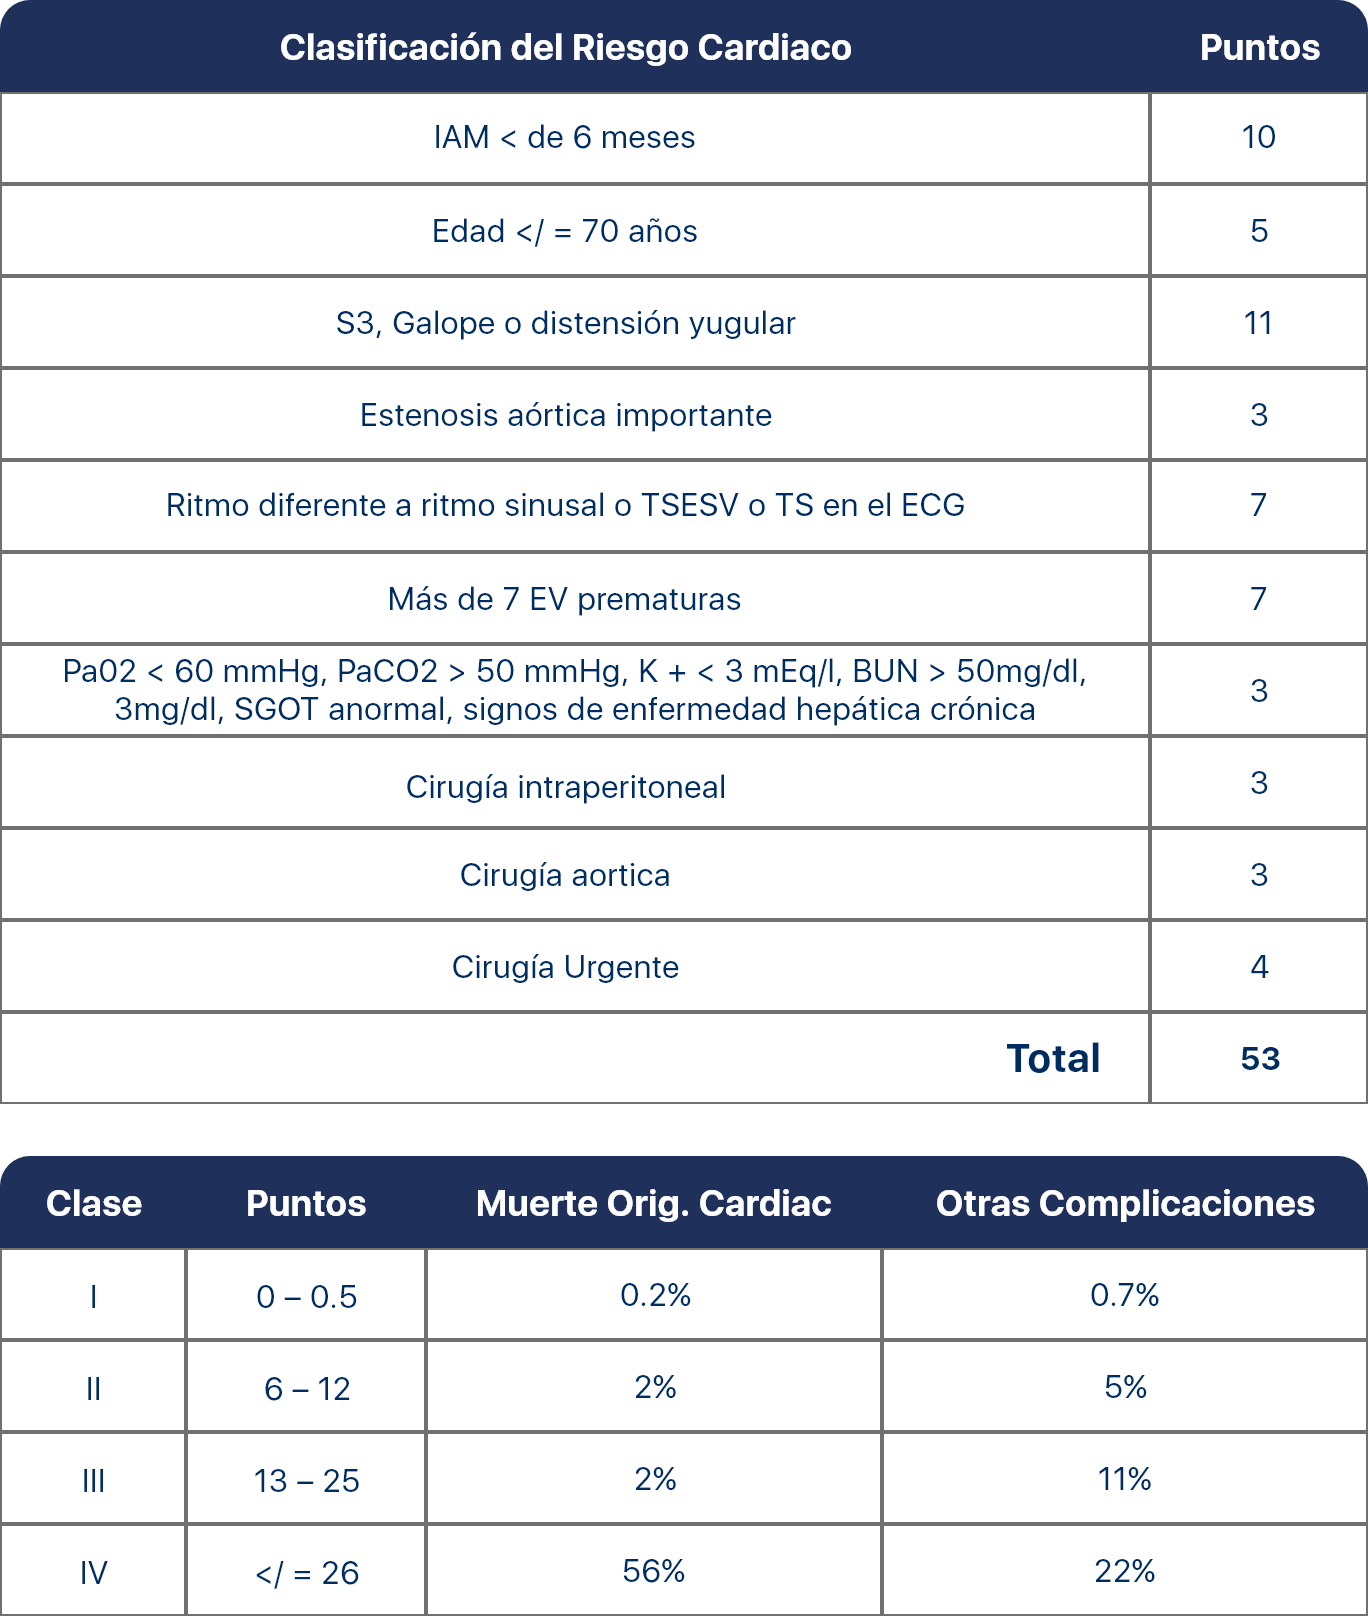 Clasificación del Riesgo Cardiaco Puntos
IAM < de 6 meses 10
Edad </ = 70 años 5
S3, Galope o distensión yugular 11
Estenosis aórtica importante 3
Ritmo diferente a ritmo sinusal o TSESV o TS en el ECG 7
Más de 7 EV prematuras 7
Pa02 < 60 mmHg, PaCO2 > 50 mmHg, K + < 3 mEq/l, BUN > 50mg/dl,
3mg/dl, SGOT anormal, signos de enfermedad hepática crónica 3
Cirugía intraperitoneal 3
Cirugía aortica 3
Cirugía Urgente 4
Total 53
Clase Puntos Muerte Orig. Cardiac Otras Complicaciones
I 0 – 0.5 0.2% 0.7%
II 6 – 12 2% 5%
III 13 – 25 2% 11%
IV </ = 26 56% 22%